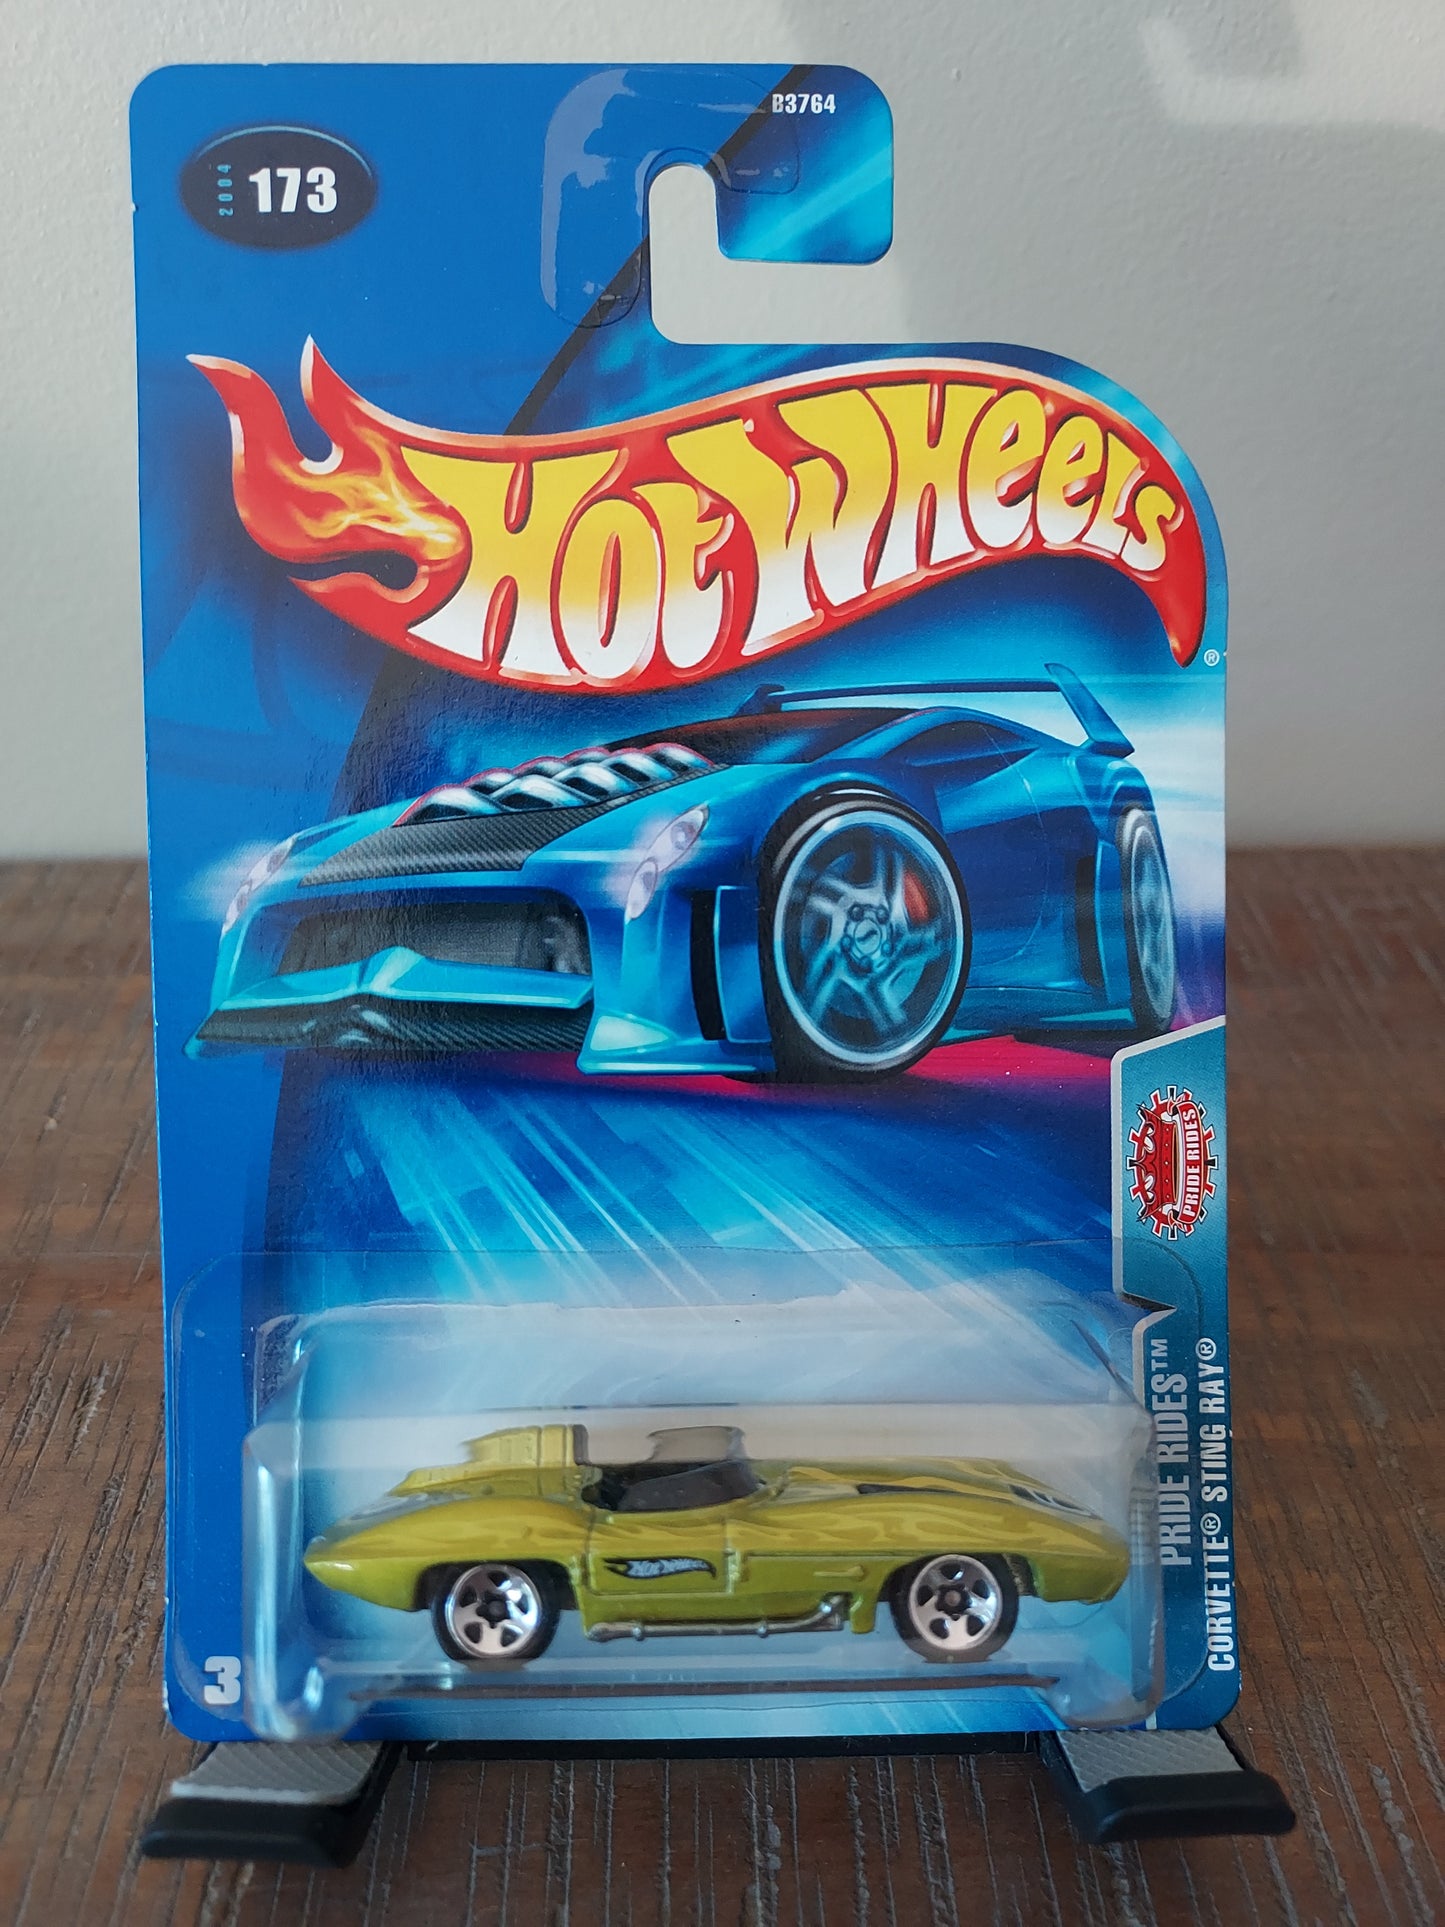 B3764
2004
173
HOT WHEELS®
PRIDE RIDES
PRIDE RIDES™
CORVETTE® STING RAY®
HOT WHEELS
3